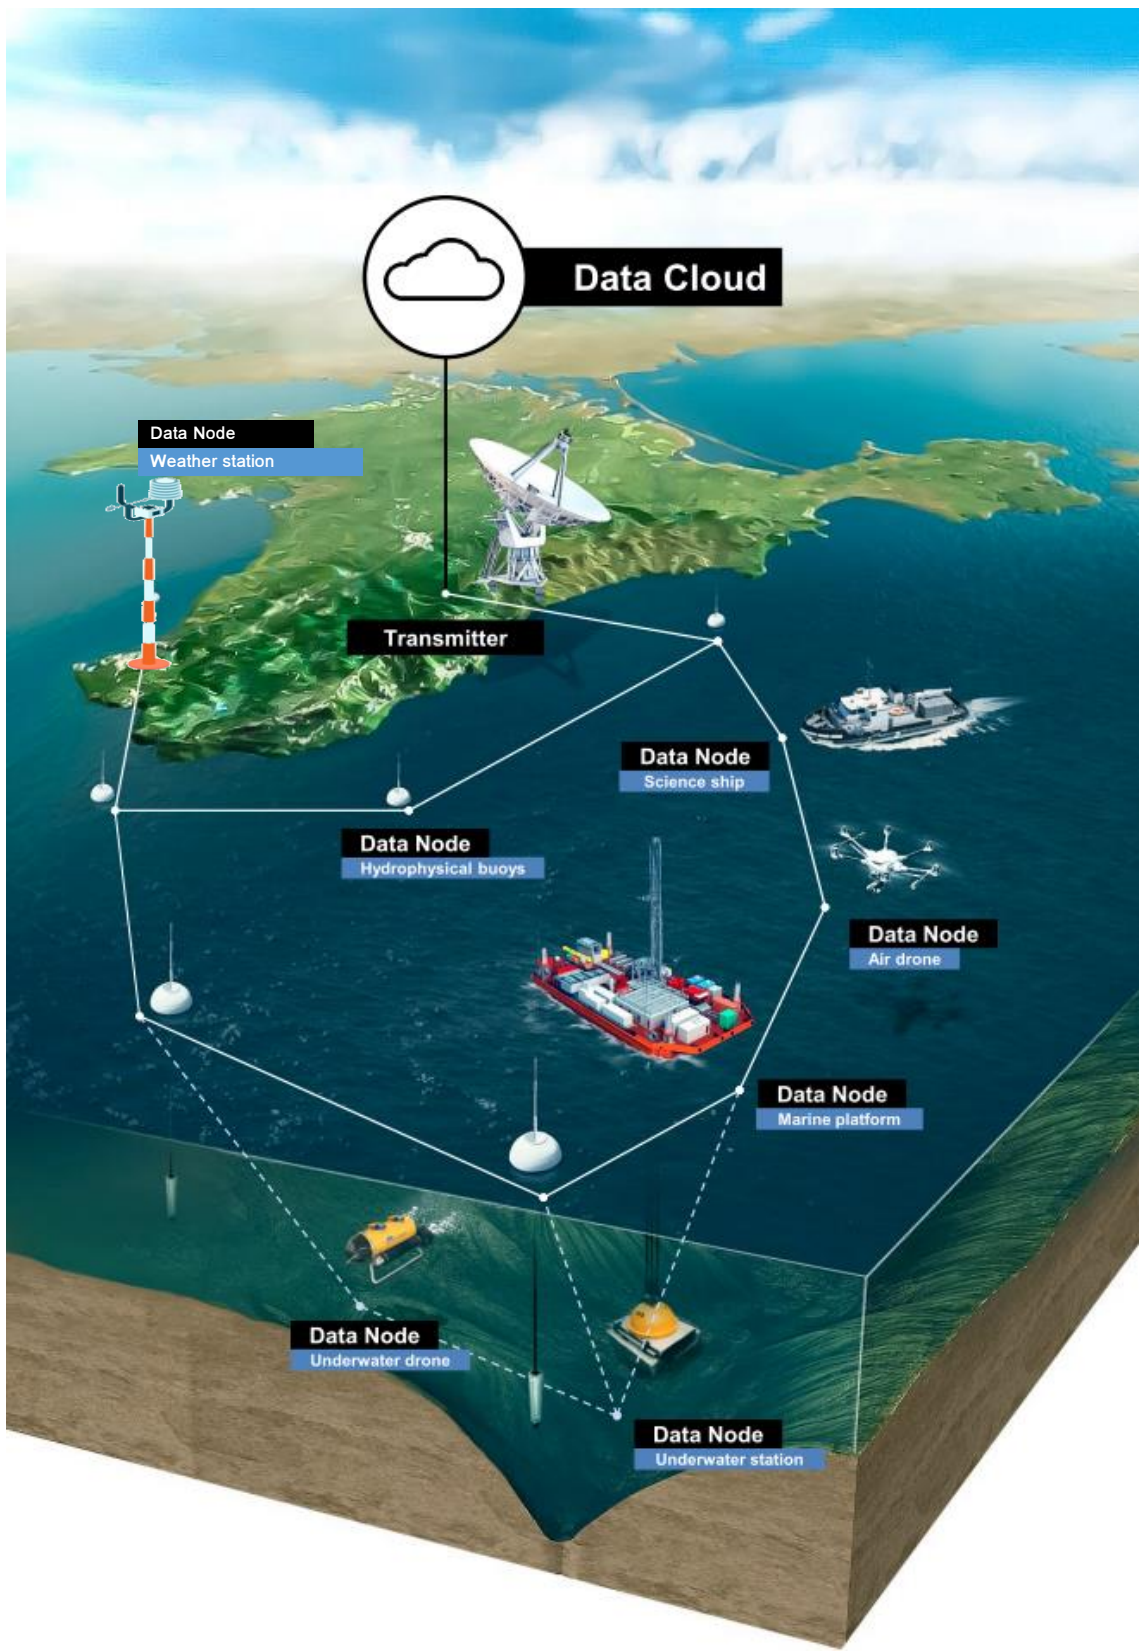 Data Cloud
Data Node
Weather station
Transmitter
Data Node
Science ship
Data Node
Hydrophysical buoys
Data Node
Air drone
Data Node
Marine platform
Data Node
Underwater drone
Data Node
Underwater station